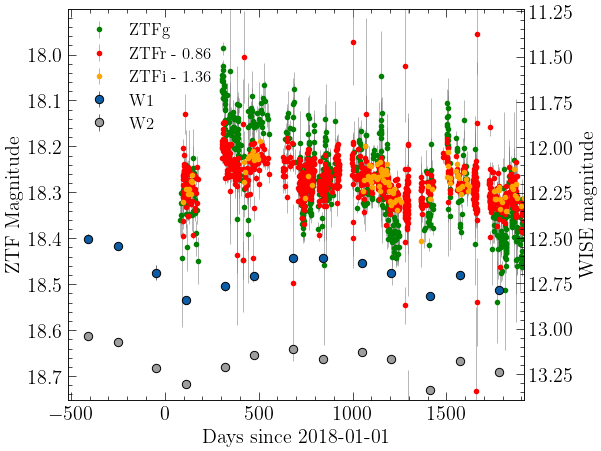 ZTFg
ZTFr - 0.86
ZTFi - 1.36
W1
W2
ZTF Magnitude
18.0
18.1
18.2
18.3
18.4
18.5
18.6
18.7
WISE magnitude
11.25
11.50
11.75
12.00
12.25
12.50
12.75
13.00
13.25
−500 0 500 1000 1500
Days since 2018-01-01